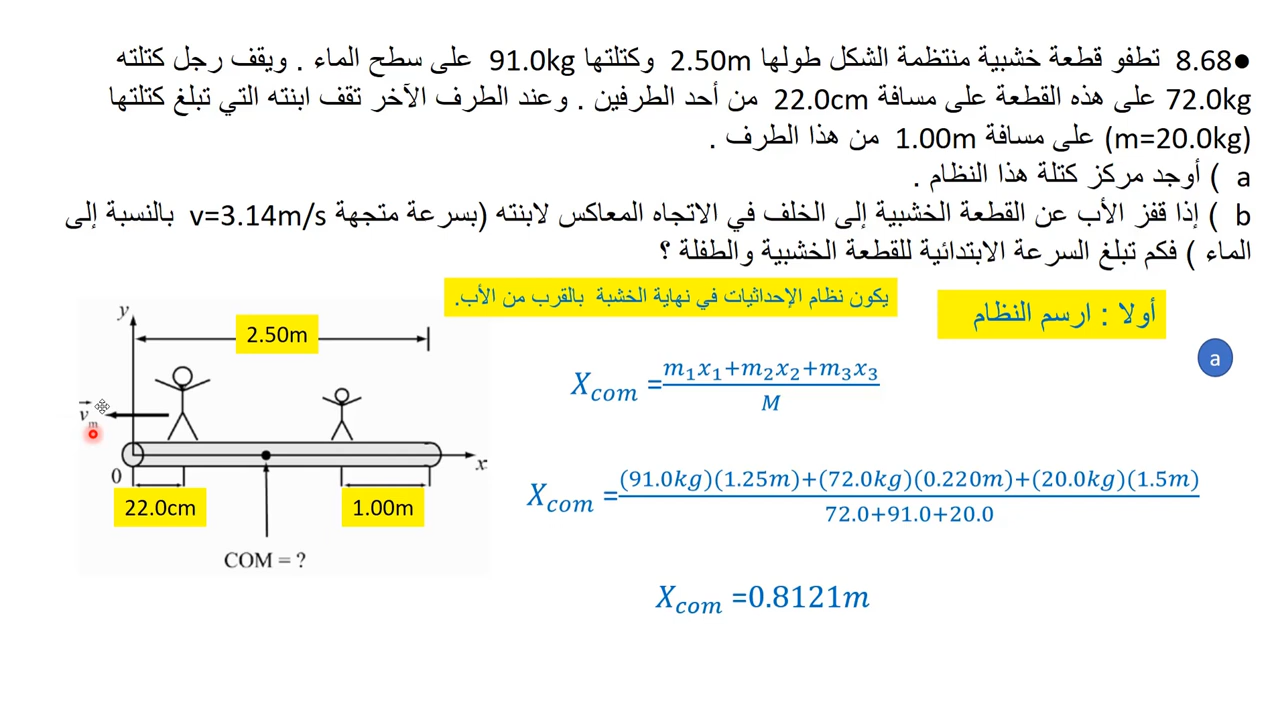 ●8.68 تطفو قطعة خشبية منتظمة الشكل طولها 2.50m وكتلتها 91.0kg على سطح الماء . ويقف رجل كتلته
72.0kg على هذه القطعة على مسافة 22.0cm من أحد الطرفين . وعند الطرف الآخر تقف ابنته التي تبلغ كتلتها
(m=20.0kg) على مسافة 1.00m من هذا الطرف .
a ) أوجد مركز كتلة هذا النظام .
b ) إذا قفز الأب عن القطعة الخشبية إلى الخلف في الاتجاه المعاكس لابنته (بسرعة متجهة v=3.14m/s بالنسبة إلى
الماء ) فكم تبلغ السرعة الابتدائية للقطعة الخشبية والطفلة ؟
يكون نظام الإحداثيات في نهاية الخشبة بالقرب من الأب.
أولا : ارسم النظام
a
y
2.50m
v⃗m
0
x
22.0cm
1.00m
COM = ?
X_com = (m₁x₁+m₂x₂+m₃x₃)/M
X_com = ((91.0kg)(1.25m)+(72.0kg)(0.220m)+(20.0kg)(1.5m))/(72.0+91.0+20.0)
X_com =0.8121m